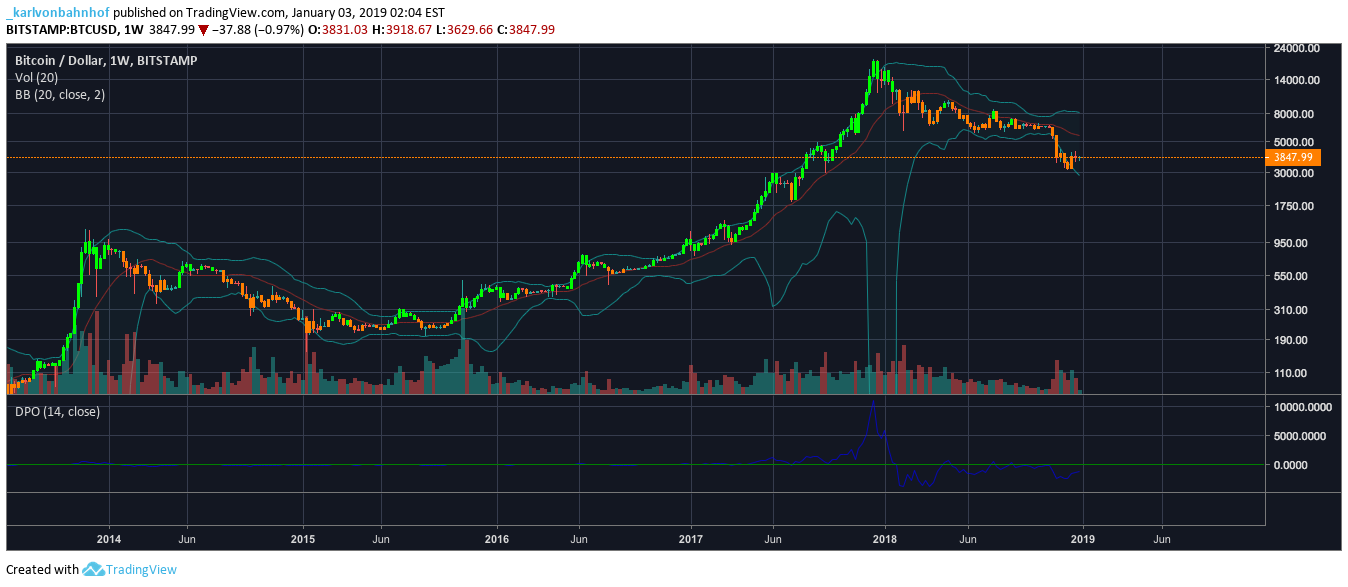 _karlvonbahnhof published on TradingView.com, January 03, 2019 02:04 EST
BITSTAMP:BTCUSD, 1W 3847.99 ▼ −37.88 (−0.97%) O:3831.03 H:3918.67 L:3629.66 C:3847.99
Bitcoin / Dollar, 1W, BITSTAMP
Vol (20)
BB (20, close, 2)
24000.00
14000.00
8000.00
5000.00
3847.99
3000.00
1750.00
950.00
550.00
310.00
190.00
110.00
DPO (14, close)
10000.0000
5000.0000
0.0000
2014 Jun 2015 Jun 2016 Jun 2017 Jun 2018 Jun 2019 Jun
Created with TradingView